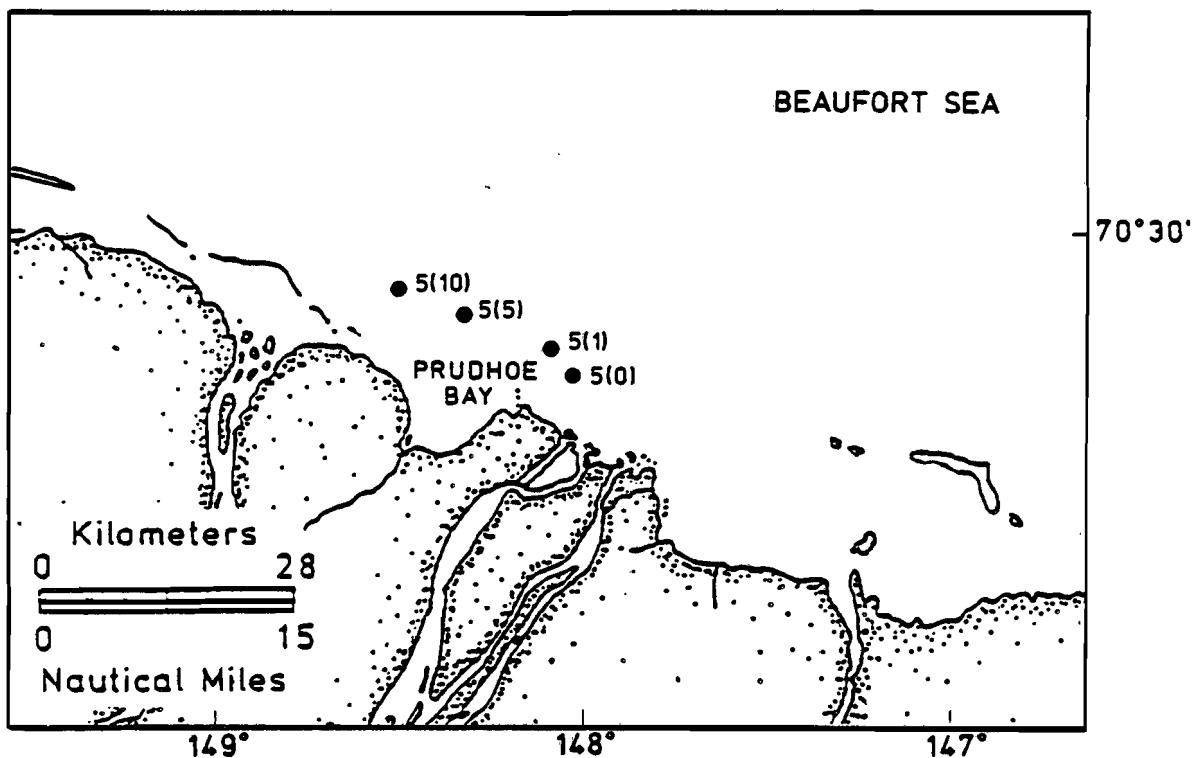 BEAUFORT SEA
70°30'
5(10)
5(5)
5(1)
5(0)
PRUDHOE
BAY
Kilometers
0 28
0 15
Nautical Miles
149° 148° 147°